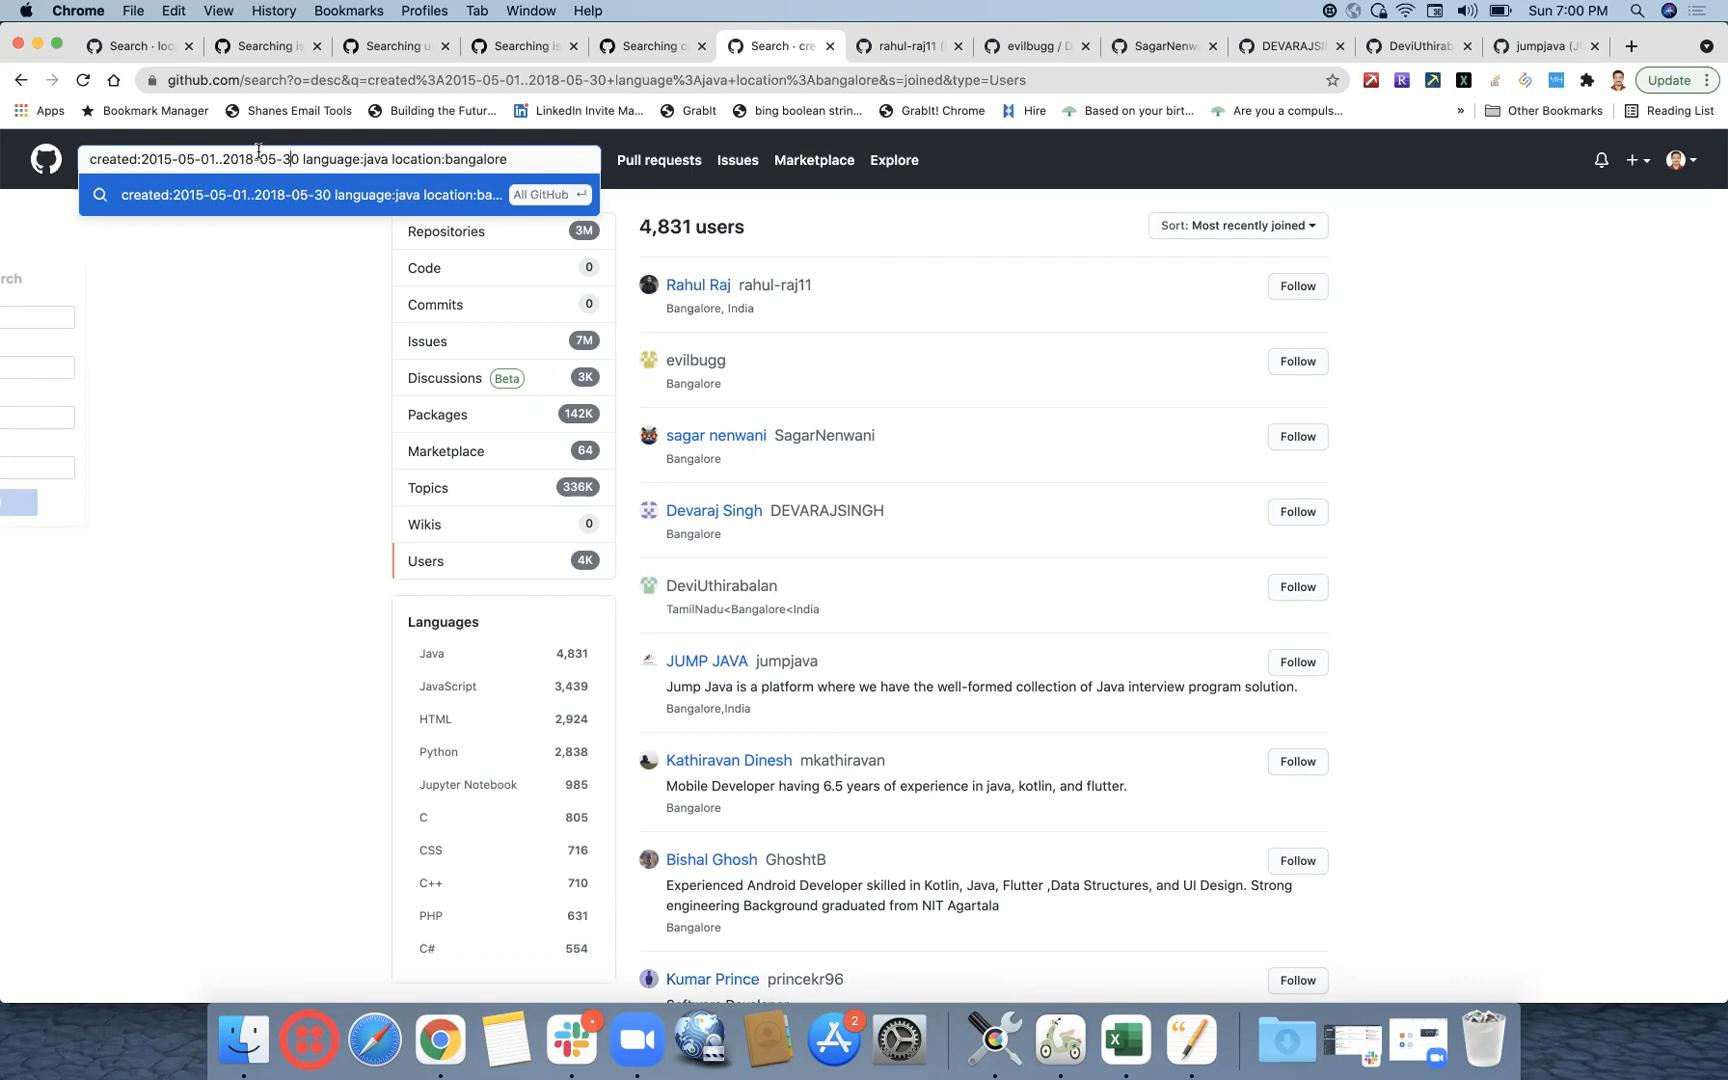 Chrome File Edit View History Bookmarks Profiles Tab Window Help Sun 7:00 PM
Search · loc Searching is Searching u Searching is Searching c Search · cre rahul-raj11 ( evilbugg / D SagarNenwa DEVARAJSI DeviUthirab jumpjava (J
github.com/search?o=desc&q=created%3A2015-05-01..2018-05-30+language%3Ajava+location%3Abangalore&s=joined&type=Users Update
Apps Bookmark Manager Shanes Email Tools Building the Futur... LinkedIn Invite Ma... GrabIt bing boolean strin... GrabIt! Chrome Hire Based on your birt... Are you a compuls... » Other Bookmarks Reading List
created:2015-05-01..2018-05-30 language:java location:bangalore Pull requests Issues Marketplace Explore
created:2015-05-01..2018-05-30 language:java location:ba... All GitHub
rch
Repositories 3M
Code 0
Commits 0
Issues 7M
Discussions Beta 3K
Packages 142K
Marketplace 64
Topics 336K
Wikis 0
Users 4K
Languages
Java 4,831
JavaScript 3,439
HTML 2,924
Python 2,838
Jupyter Notebook 985
C 805
CSS 716
C++ 710
PHP 631
C# 554
4,831 users Sort: Most recently joined
Rahul Raj rahul-raj11 Follow
Bangalore, India
evilbugg Follow
Bangalore
sagar nenwani SagarNenwani Follow
Bangalore
Devaraj Singh DEVARAJSINGH Follow
Bangalore
DeviUthirabalan Follow
TamilNadu<Bangalore<India
JUMP JAVA jumpjava Follow
Jump Java is a platform where we have the well-formed collection of Java interview program solution.
Bangalore,India
Kathiravan Dinesh mkathiravan Follow
Mobile Developer having 6.5 years of experience in java, kotlin, and flutter.
Bangalore
Bishal Ghosh GhoshtB Follow
Experienced Android Developer skilled in Kotlin, Java, Flutter ,Data Structures, and UI Design. Strong
engineering Background graduated from NIT Agartala
Bangalore
Kumar Prince princekr96 Follow
Software Developer
2